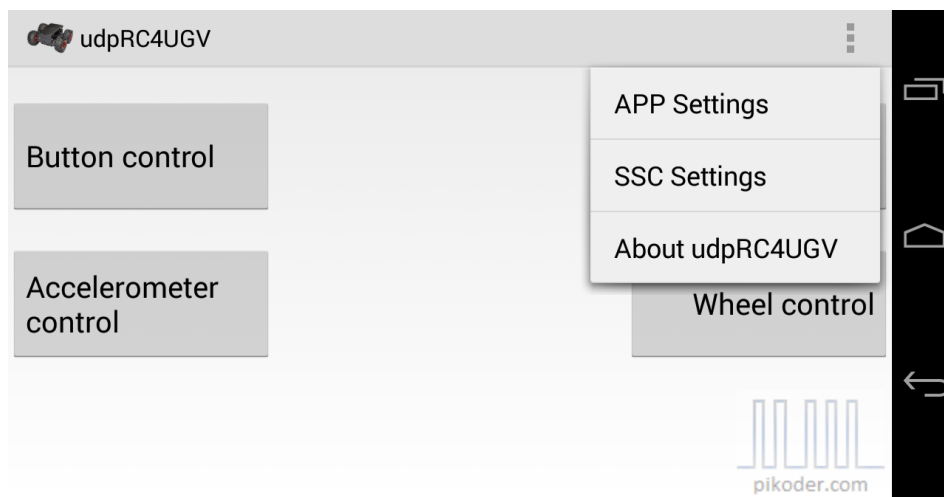 udpRC4UGV
APP Settings
SSC Settings
About udpRC4UGV
Button control
Accelerometer
control
Wheel control
pikoder.com